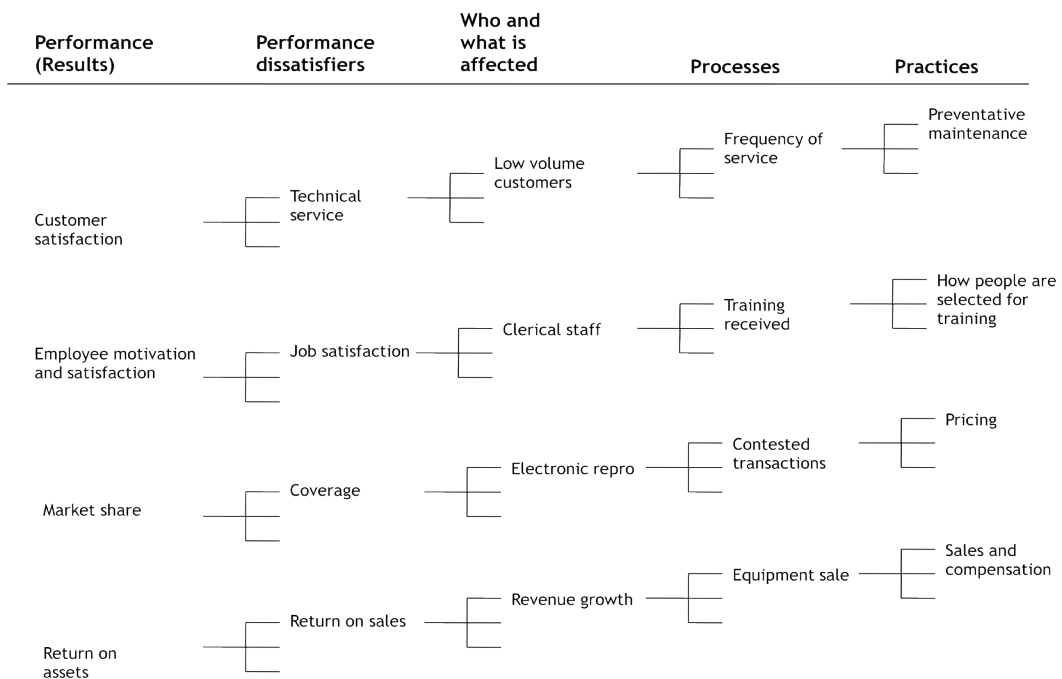 Performance
(Results)
Performance
dissatisfiers
Who and
what is
affected
Processes
Practices
Customer
satisfaction
Technical
service
Low volume
customers
Frequency of
service
Preventative
maintenance
Employee motivation
and satisfaction
Job satisfaction
Clerical staff
Training
received
How people are
selected for
training
Market share
Coverage
Electronic repro
Contested
transactions
Pricing
Return on
assets
Return on sales
Revenue growth
Equipment sale
Sales and
compensation